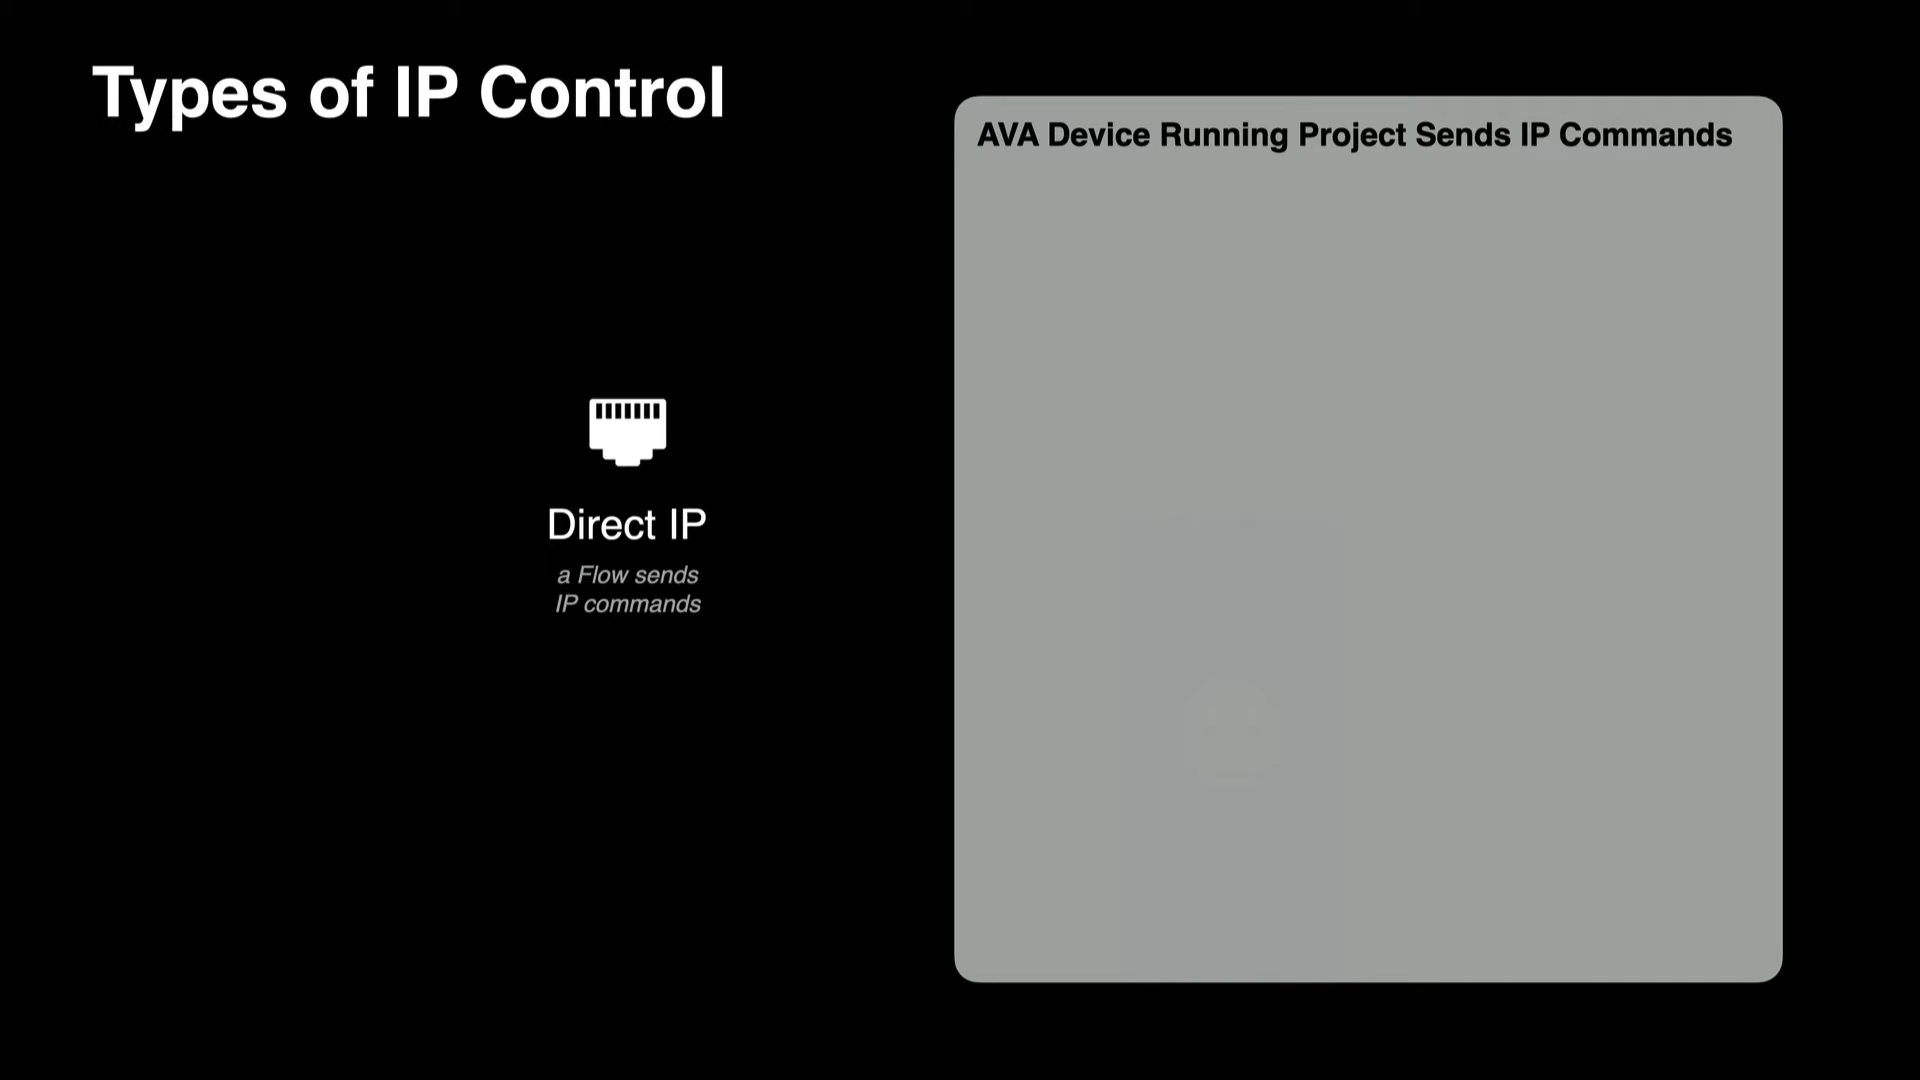 Types of IP Control
AVA Device Running Project Sends IP Commands
Direct IP
a Flow sends
IP commands